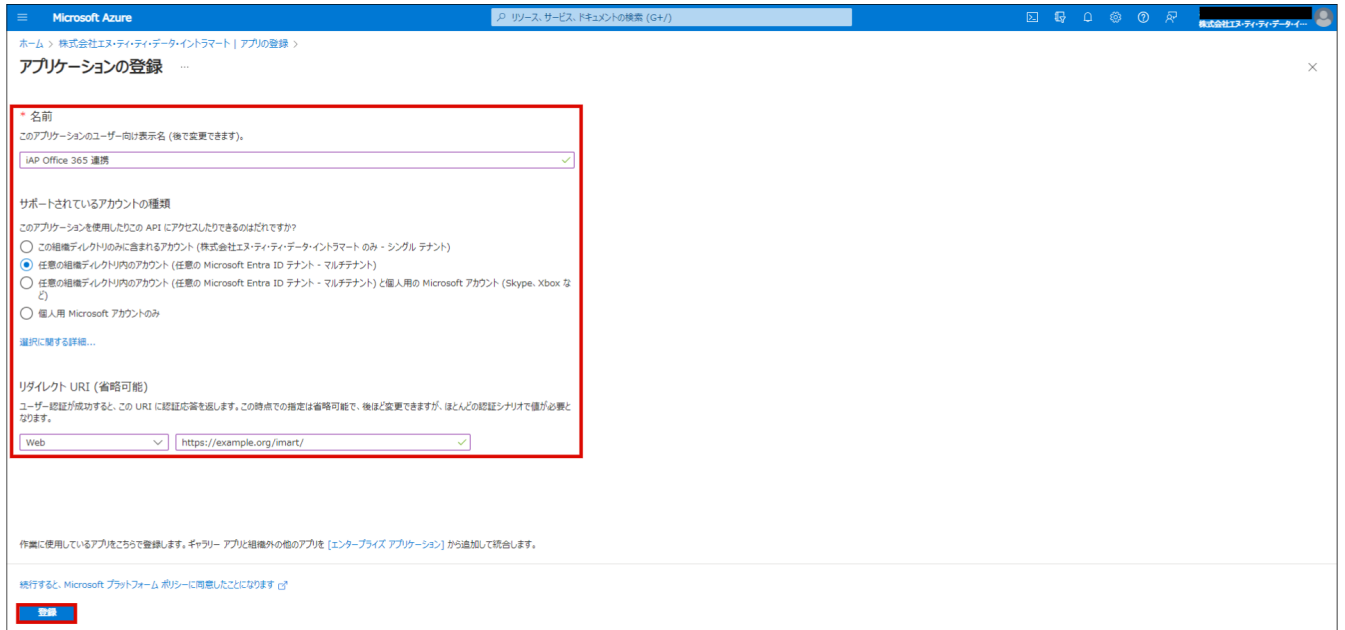 Microsoft Azure
リソース、サービス、ドキュメントの検索 (G+/)
株式会社エヌ・ティ・ティ・データ・イ…
ホーム > 株式会社エヌ・ティ・ティ・データ・イントラマート | アプリの登録 >
アプリケーションの登録 …
* 名前
このアプリケーションのユーザー向け表示名 (後で変更できます)。
iAP Office 365 連携
サポートされているアカウントの種類
このアプリケーションを使用したりこの API にアクセスしたりできるのはだれですか?
この組織ディレクトリのみに含まれるアカウント (株式会社エヌ・ティ・ティ・データ・イントラマート のみ - シングル テナント)
任意の組織ディレクトリ内のアカウント (任意の Microsoft Entra ID テナント - マルチテナント)
任意の組織ディレクトリ内のアカウント (任意の Microsoft Entra ID テナント - マルチテナント) と個人用の Microsoft アカウント (Skype、Xbox な
ど)
個人用 Microsoft アカウントのみ
選択に関する詳細...
リダイレクト URI (省略可能)
ユーザー認証が成功すると、この URI に認証応答を返します。この時点での指定は省略可能で、後ほど変更できますが、ほとんどの認証シナリオで値が必要と
なります。
Web
https://example.org/imart/
作業に使用しているアプリをこちらで登録します。ギャラリー アプリと組織外の他のアプリを [エンタープライズ アプリケーション] から追加して統合します。
続行すると、Microsoft プラットフォーム ポリシーに同意したことになります
登録